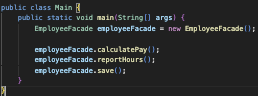 public class Main {
public static void main(String[] args) {
EmployeeFacade employeeFacade = new EmployeeFacade();
employeeFacade.calculatePay();
employeeFacade.reportHours();
employeeFacade.save();
}
}